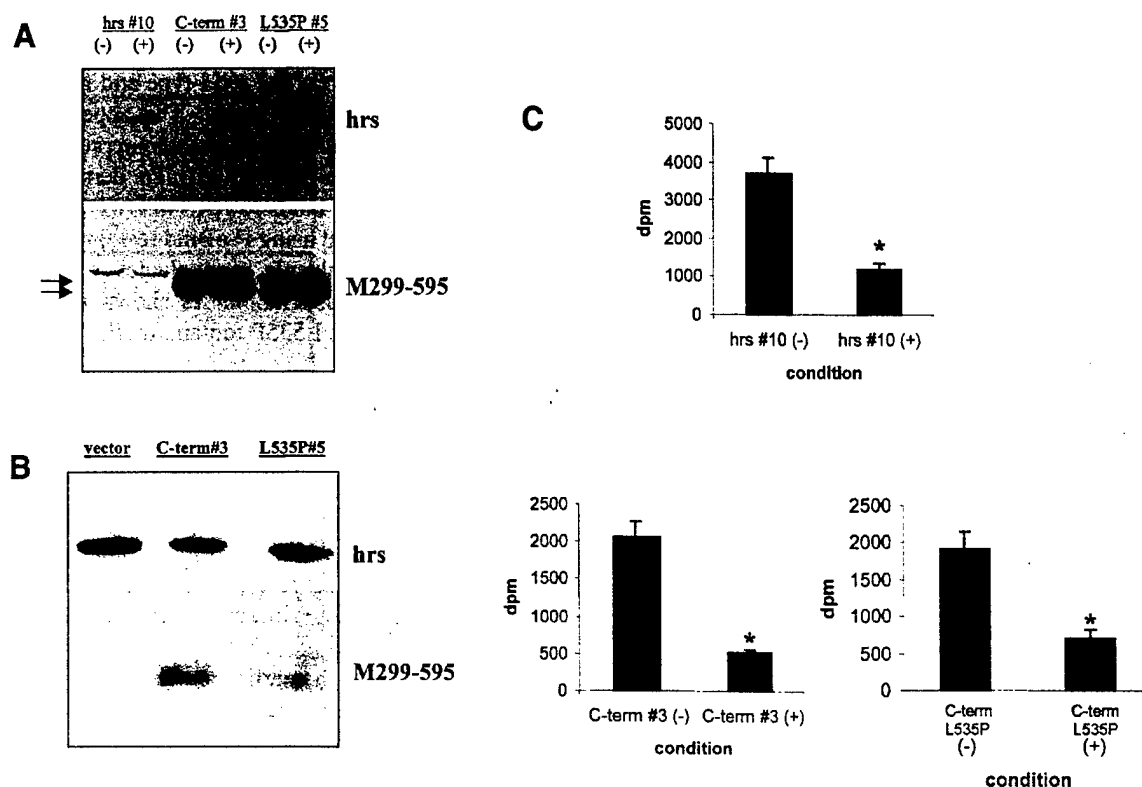 A
hrs #10 C-term #3 L535P #5
(-) (+) (-) (+) (-) (+)
hrs
M299-595
B
vector C-term#3 L535P#5
hrs
M299-595
C
5000
4000
3000
2000
1000
0
dpm
*
hrs #10 (-) hrs #10 (+)
condition
2500
2000
1500
1000
500
0
dpm
*
C-term #3 (-) C-term #3 (+)
condition
2500
2000
1500
1000
500
0
dpm
*
C-term C-term
L535P L535P
(-) (+)
condition